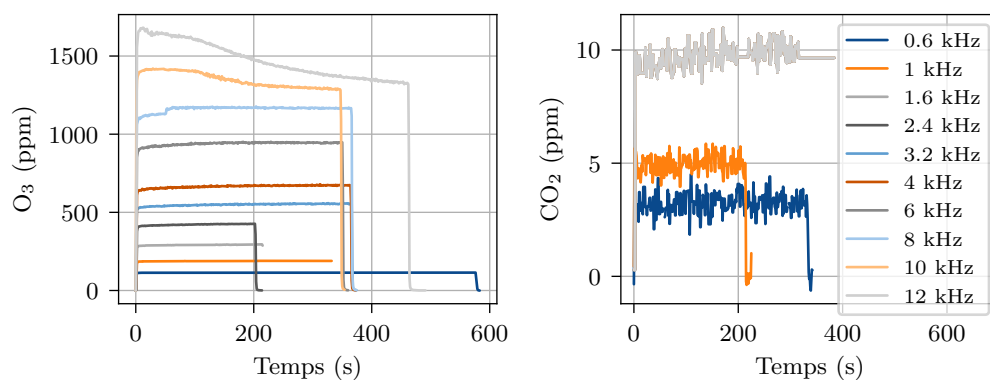 O₃ (ppm)
1500
1000
500
0
0
200
400
600
Temps (s)
CO₂ (ppm)
10
5
0
0
200
400
600
Temps (s)
0.6 kHz
1 kHz
1.6 kHz
2.4 kHz
3.2 kHz
4 kHz
6 kHz
8 kHz
10 kHz
12 kHz